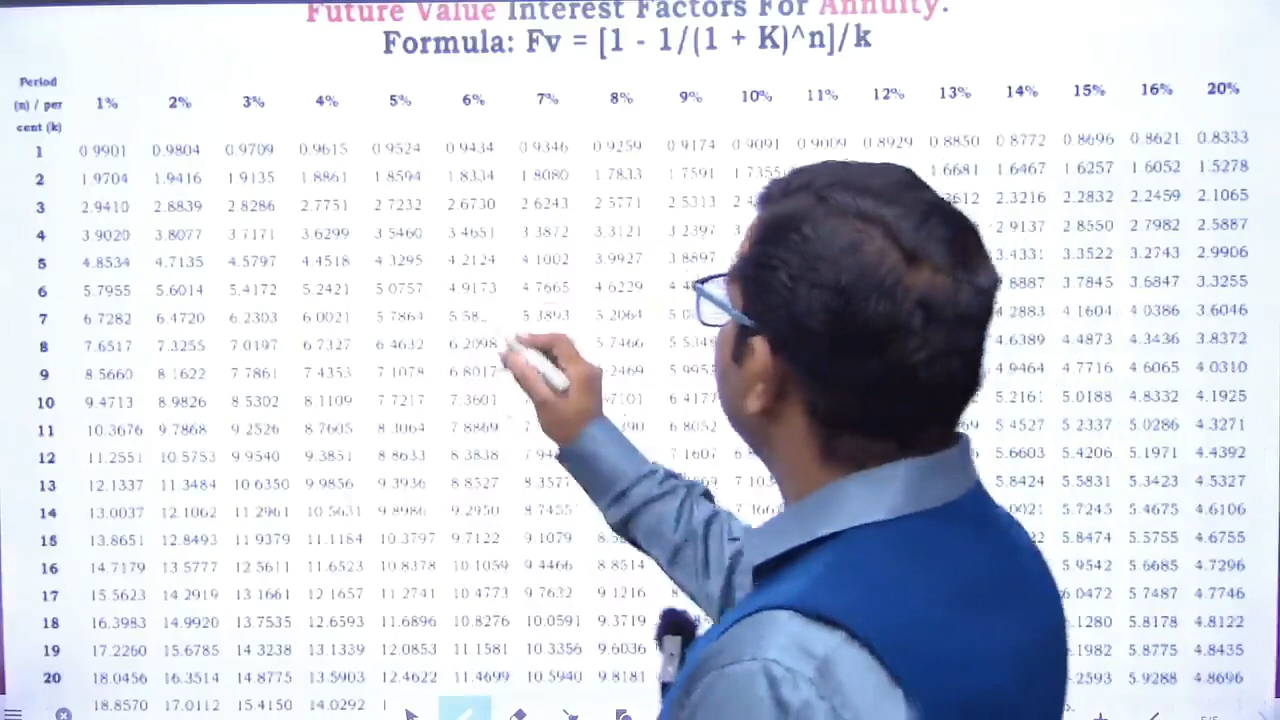 Future Value Interest Factors For Annuity.
Formula: Fv = [1 - 1/(1 + K)^n]/k
Period (n) / per cent (k) 1% 2% 3% 4% 5% 6% 7% 8% 9% 10% 11% 12% 13% 14% 15% 16% 20%
1 0.9901 0.9804 0.9709 0.9615 0.9524 0.9434 0.9346 0.9259 0.9174 0.9091 0.9009 0.8929 0.8850 0.8772 0.8696 0.8621 0.8333
2 1.9704 1.9416 1.9135 1.8861 1.8594 1.8334 1.8080 1.7833 1.7591 1.7355 1.6681 1.6467 1.6257 1.6052 1.5278
3 2.9410 2.8839 2.8286 2.7751 2.7232 2.6730 2.6243 2.5771 2.5313 2.3216 2.2832 2.2459 2.1065
4 3.9020 3.8077 3.7171 3.6299 3.5460 3.4651 3.3872 3.3121 3.2397 2.9137 2.8550 2.7982 2.5887
5 4.8534 4.7135 4.5797 4.4518 4.3295 4.2124 4.1002 3.9927 3.8897 3.4331 3.3522 3.2743 2.9906
6 5.7955 5.6014 5.4172 5.2421 5.0757 4.9173 4.7665 4.6229 3.7845 3.6847 3.3255
7 6.7282 6.4720 6.2303 6.0021 5.7864 5.3893 5.2064 4.2883 4.1604 4.0386 3.6046
8 7.6517 7.3255 7.0197 6.7327 6.4632 6.2098 5.7466 4.6389 4.4873 4.3436 3.8372
9 8.5660 8.1622 7.7861 7.4353 7.1078 6.8017 4.9464 4.7716 4.6065 4.0310
10 9.4713 8.9826 8.5302 8.1109 7.7217 7.3601 5.2161 5.0188 4.8332 4.1925
11 10.3676 9.7868 9.2526 8.7605 8.3064 7.8869 6.8052 5.4527 5.2337 5.0286 4.3271
12 11.2551 10.5753 9.9540 9.3851 8.8633 8.3838 7.1607 5.6603 5.4206 5.1971 4.4392
13 12.1337 11.3484 10.6350 9.9856 9.3936 8.8527 8.3577 5.8424 5.5831 5.3423 4.5327
14 13.0037 12.1062 11.2961 10.5631 9.8986 9.2950 8.7455 5.7245 5.4675 4.6106
15 13.8651 12.8493 11.9379 11.1184 10.3797 9.7122 9.1079 5.8474 5.5755 4.6755
16 14.7179 13.5777 12.5611 11.6523 10.8378 10.1059 9.4466 8.8514 5.9542 5.6685 4.7296
17 15.5623 14.2919 13.1661 12.1657 11.2741 10.4773 9.7632 9.1216 6.0472 5.7487 4.7746
18 16.3983 14.9920 13.7535 12.6593 11.6896 10.8276 10.0591 9.3719 5.8178 4.8122
19 17.2260 15.6785 14.3238 13.1339 12.0853 11.1581 10.3356 9.6036 5.8775 4.8435
20 18.0456 16.3514 14.8775 13.5903 12.4622 11.4699 10.5940 9.8181 5.9288 4.8696
18.8570 17.0112 15.4150 14.0292